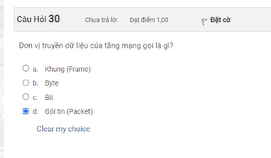 Câu Hỏi 30 Chưa trả lời Đạt điểm 1,00 Đặt cờ
Đơn vị truyền dữ liệu của tầng mạng gọi là gì?
a. Khung (Frame)
b. Byte
c. Bit
d. Gói tin (Packet)
Clear my choice